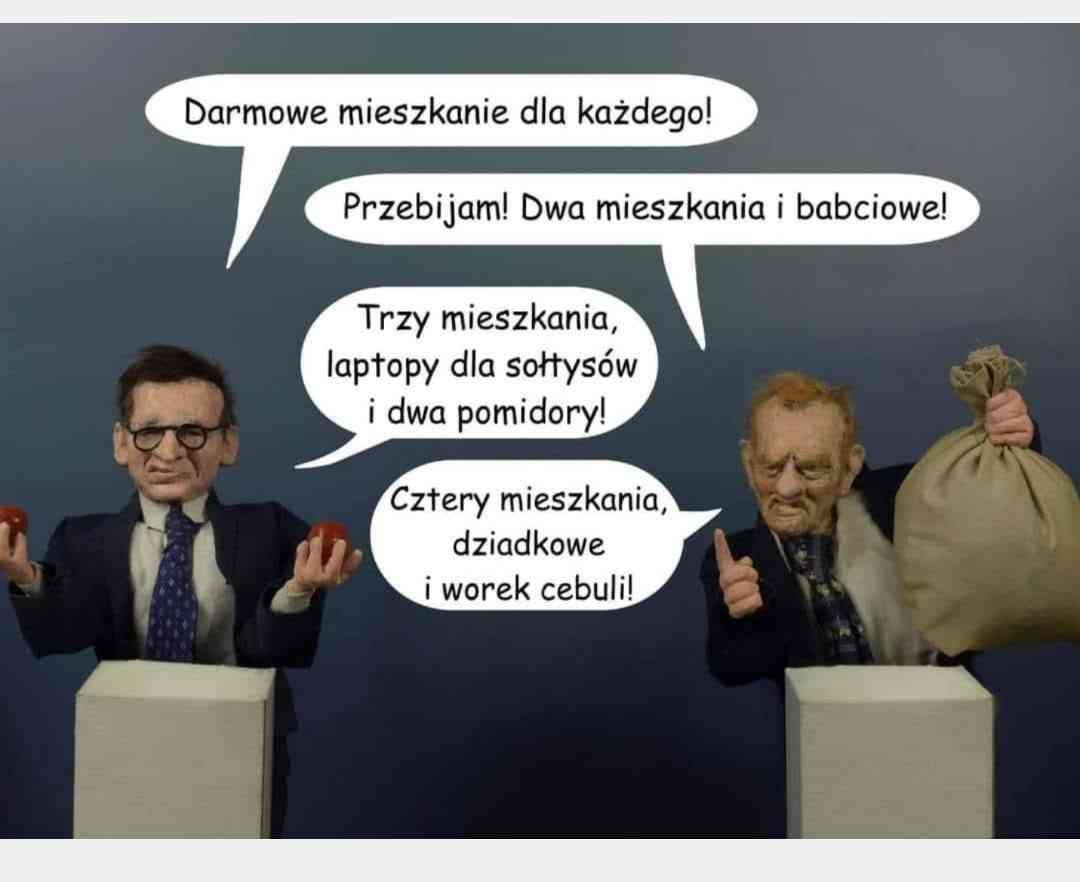 Darmowe mieszkanie dla każdego!
Przebijam! Dwa mieszkania i babciowe!
Trzy mieszkania,
laptopy dla sołtysów
i dwa pomidory!
Cztery mieszkania,
dziadkowe
i worek cebuli!